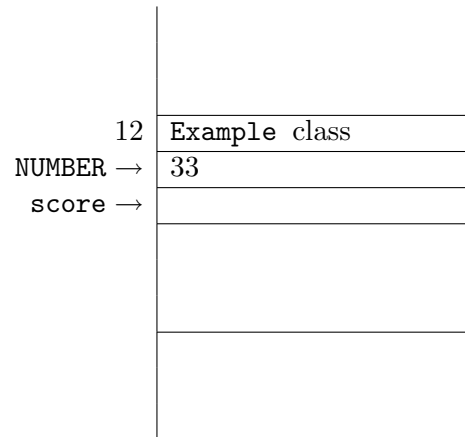 12 Example class
NUMBER → 33
score →